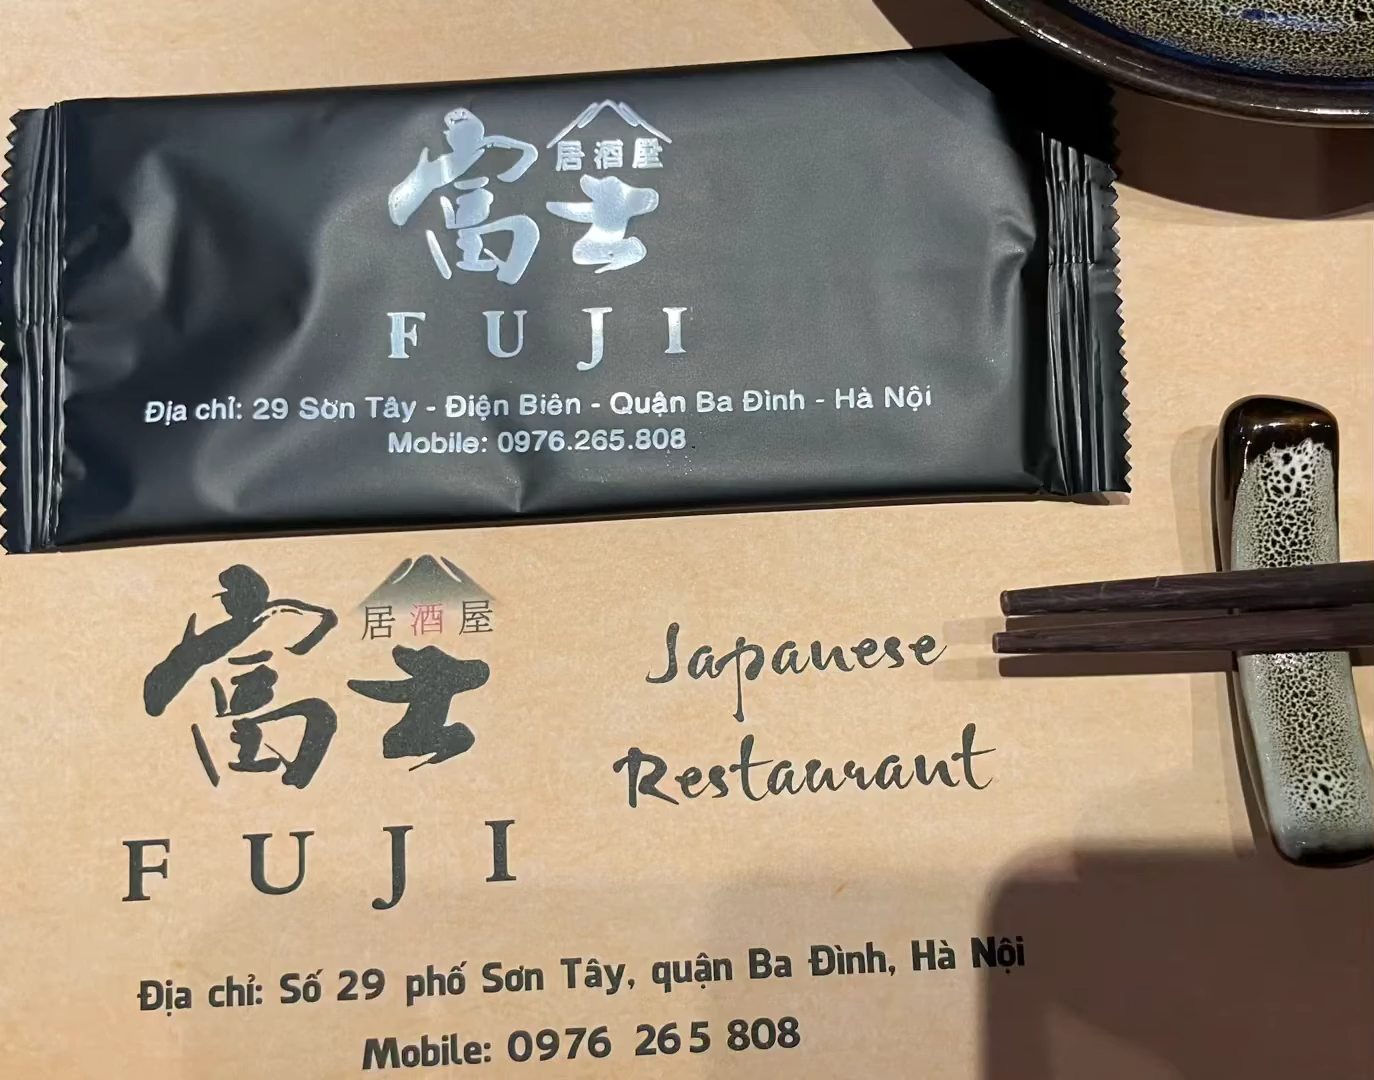 居酒屋
富士
FUJI
Địa chỉ: 29 Sơn Tây - Điện Biên - Quận Ba Đình - Hà Nội
Mobile: 0976.265.808
居酒屋
富士
FUJI
Japanese
Restaurant
Địa chỉ: Số 29 phố Sơn Tây, quận Ba Đình, Hà Nội
Mobile: 0976 265 808